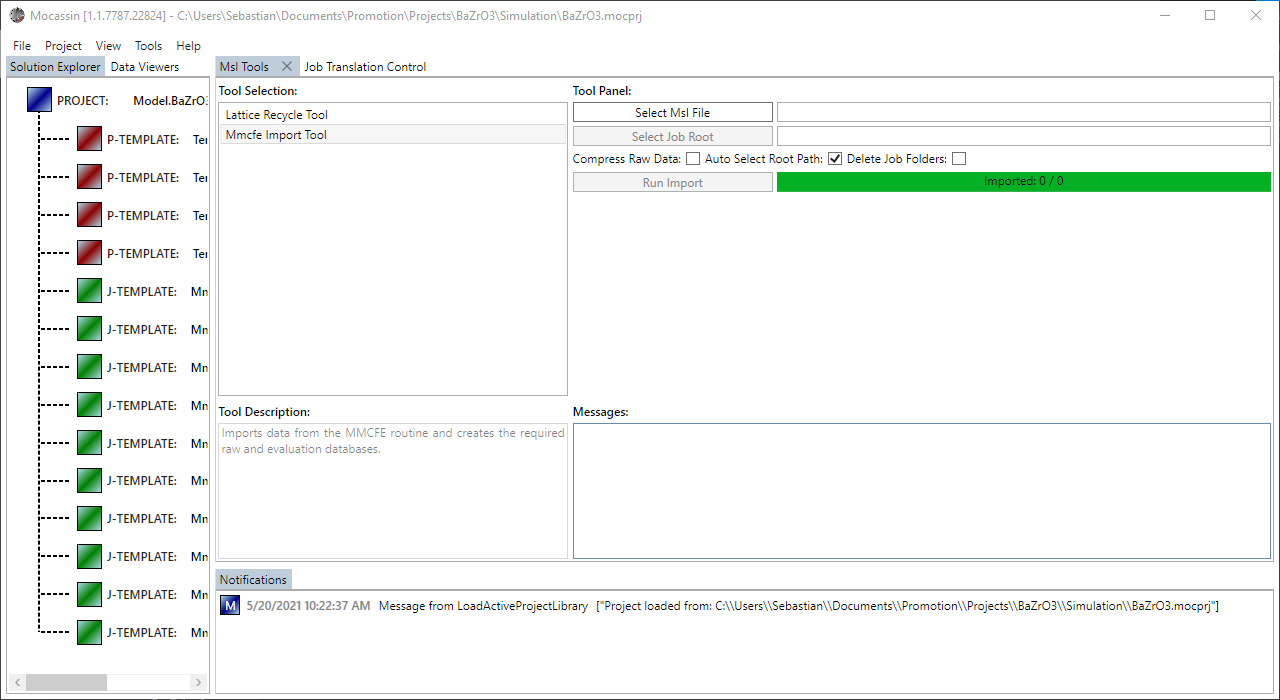 Mocassin [1.1.7787.22824] - C:\Users\Sebastian\Documents\Promotion\Projects\BaZrO3\Simulation\BaZrO3.mocprj
File Project View Tools Help
Solution Explorer Data Viewers
PROJECT: Model.BaZrO3
P-TEMPLATE: Ter
P-TEMPLATE: Ter
P-TEMPLATE: Ter
P-TEMPLATE: Ter
J-TEMPLATE: Mn
J-TEMPLATE: Mn
J-TEMPLATE: Mn
J-TEMPLATE: Mn
J-TEMPLATE: Mn
J-TEMPLATE: Mn
J-TEMPLATE: Mn
J-TEMPLATE: Mn
J-TEMPLATE: Mn
J-TEMPLATE: Mn
Msl Tools Job Translation Control
Tool Selection:
Lattice Recycle Tool
Mmcfe Import Tool
Tool Panel:
Select Msl File
Select Job Root
Compress Raw Data: Auto Select Root Path: Delete Job Folders:
Run Import Imported: 0 / 0
Tool Description:
Imports data from the MMCFE routine and creates the required
raw and evaluation databases.
Messages:
Notifications
M 5/20/2021 10:22:37 AM Message from LoadActiveProjectLibrary ["Project loaded from: C:\\Users\\Sebastian\\Documents\\Promotion\\Projects\\BaZrO3\\Simulation\\BaZrO3.mocprj"]